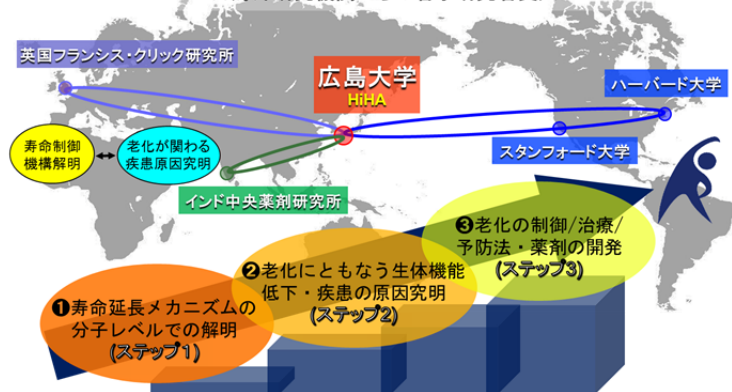 英国フランシス・クリック研究所
広島大学
HiHA
ハーバード大学
スタンフォード大学
寿命制御
機構解明
老化が関わる
疾患原因究明
インド中央薬剤研究所
❸老化の制御/治療/
予防法・薬剤の開発
(ステップ3)
❷老化にともなう生体機能
低下・疾患の原因究明
(ステップ2)
❶寿命延長メカニズムの
分子レベルでの解明
(ステップ1)